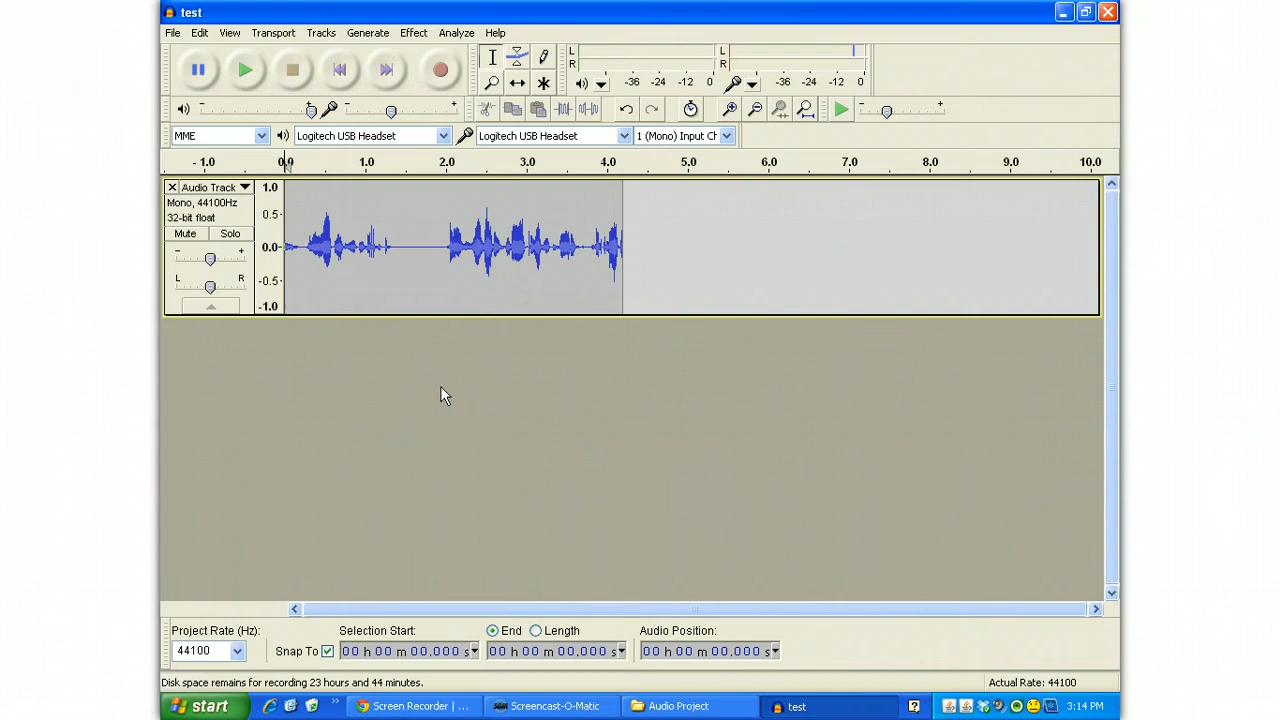 test
File Edit View Transport Tracks Generate Effect Analyze Help
L R -36 -24 -12 0 L R -36 -24 -12 0
MME Logitech USB Headset Logitech USB Headset 1 (Mono) Input Ch
- 1.0 0.0 1.0 2.0 3.0 4.0 5.0 6.0 7.0 8.0 9.0 10.0
Audio Track 1.0
Mono, 44100Hz
32-bit float 0.5
Mute Solo 0.0
- +
L R -0.5
-1.0
Project Rate (Hz): Selection Start: End Length Audio Position:
44100 Snap To 00 h 00 m 00.000 s 00 h 00 m 00.000 s 00 h 00 m 00.000 s
Disk space remains for recording 23 hours and 44 minutes. Actual Rate: 44100
start Screen Recorder | ... Screencast-O-Matic Audio Project test 3:14 PM